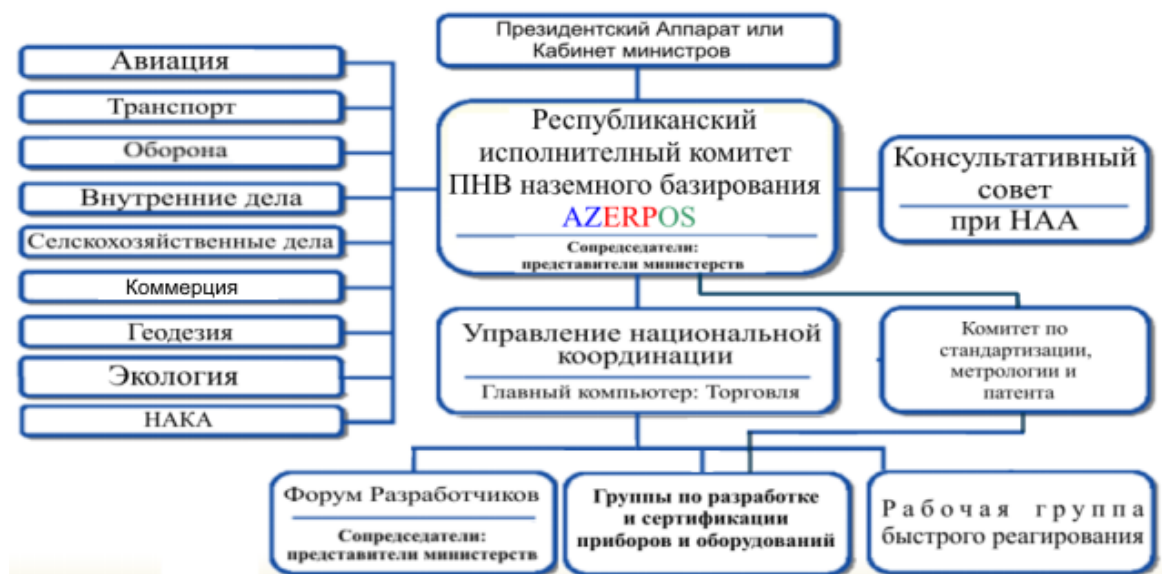 Президентский Аппарат или
Кабинет министров
Авиация
Транспорт
Оборона
Внутренние дела
Селскохозяйственные дела
Коммерция
Геодезия
Экология
НАКА
Республиканский
исполнителный комитет
ПНВ наземного базирования
AZERPOS
Сопредседатели:
представители министерств
Консультативный
совет
при НАА
Управление национальной
координации
Главный компьютер: Торговля
Комитет по
стандартизации,
метрологии и
патента
Форум Разработчиков
Сопредседатели:
представители министерств
Группы по разработке
и сертификации
приборов и оборудований
Рабочая группа
быстрого реагирования